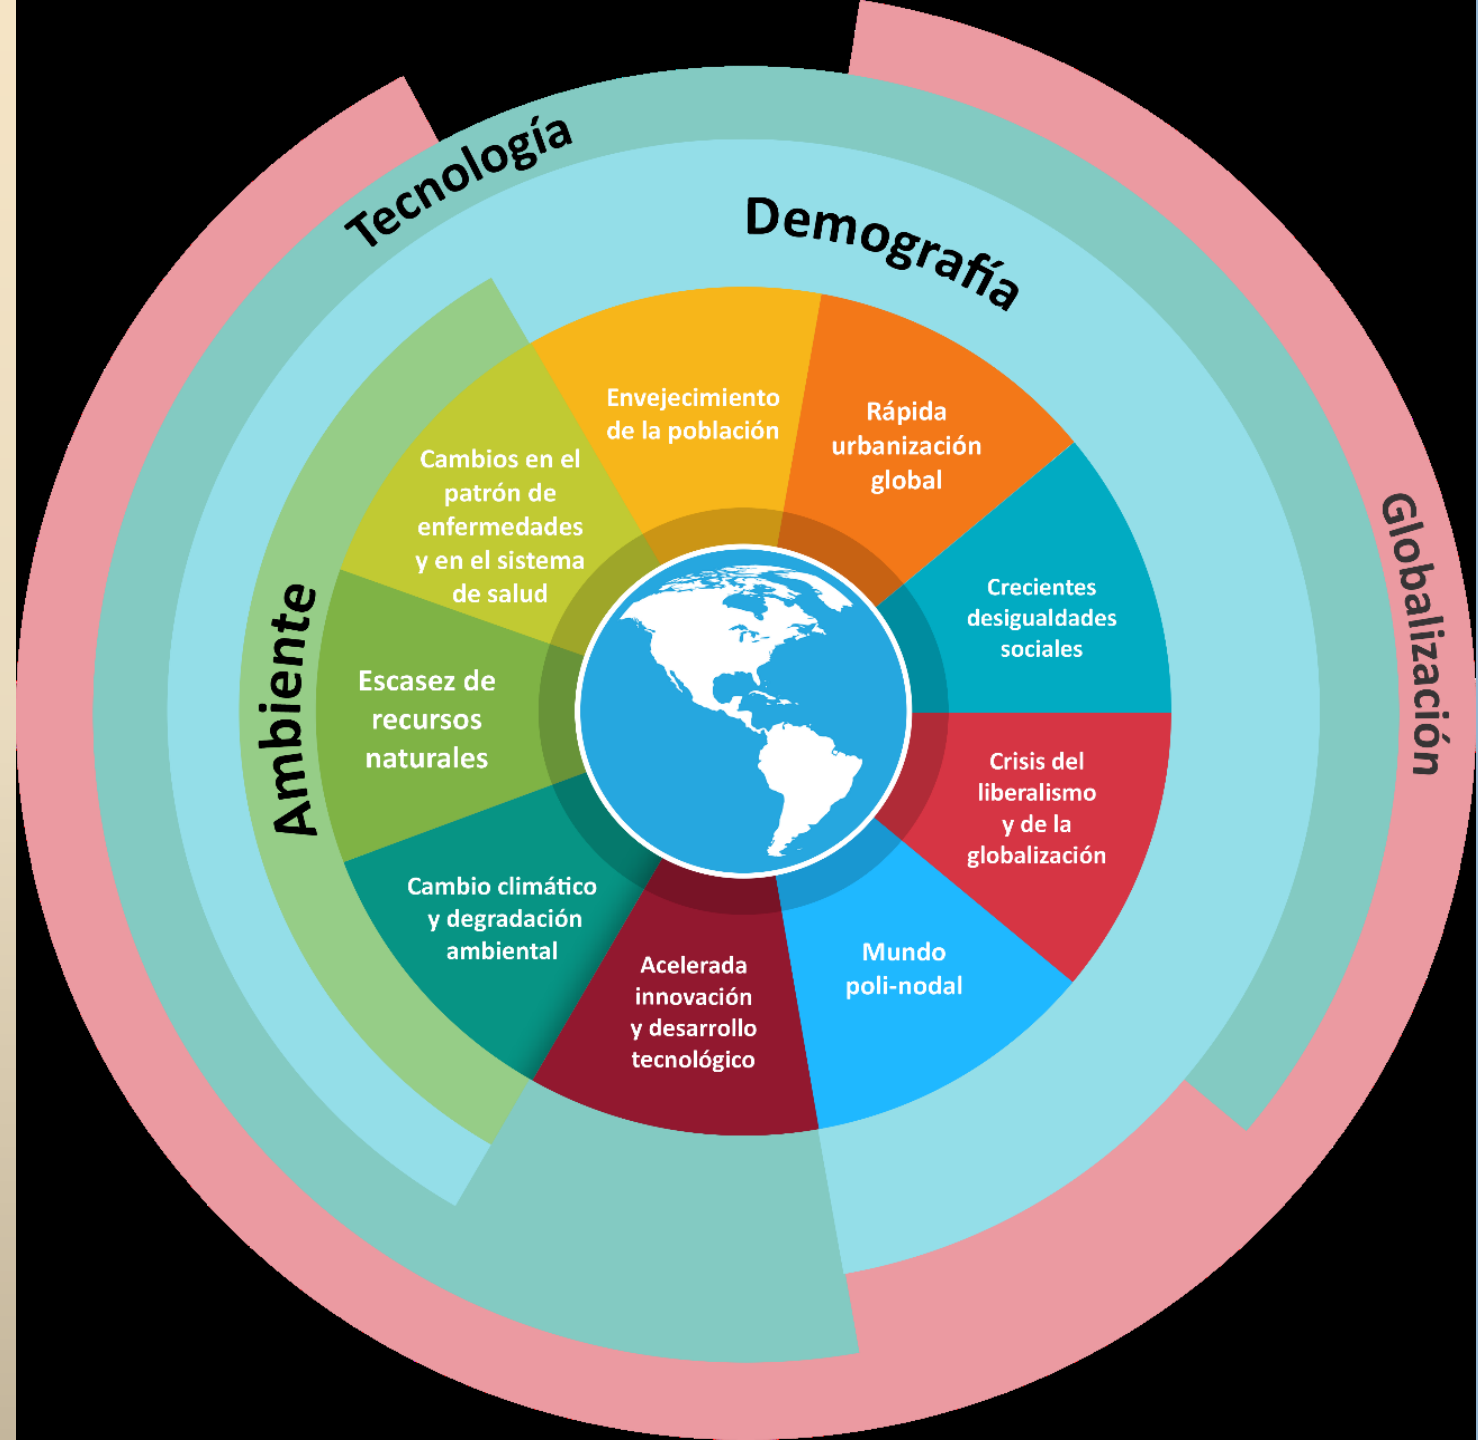 Tecnología
Demografía
Globalización
Ambiente
Envejecimiento
de la población
Rápida
urbanización
global
Crecientes
desigualdades
sociales
Crisis del
liberalismo
y de la
globalización
Mundo
poli-nodal
Acelerada
innovación
y desarrollo
tecnológico
Cambio climático
y degradación
ambiental
Escasez de
recursos
naturales
Cambios en el
patrón de
enfermedades
y en el sistema
de salud